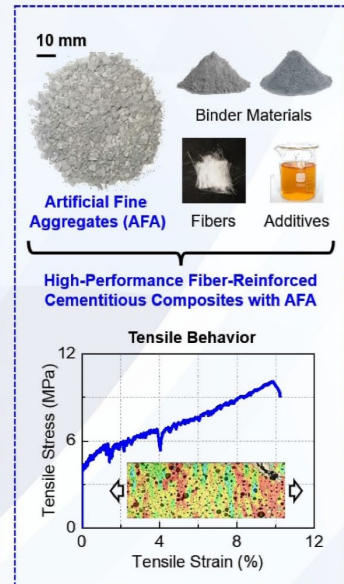 10 mm
Binder Materials
Artificial Fine
Aggregates (AFA)
Fibers
Additives
High-Performance Fiber-Reinforced
Cementitious Composites with AFA
Tensile Behavior
12
6
0
Tensile Stress (MPa)
0
4
8
12
Tensile Strain (%)